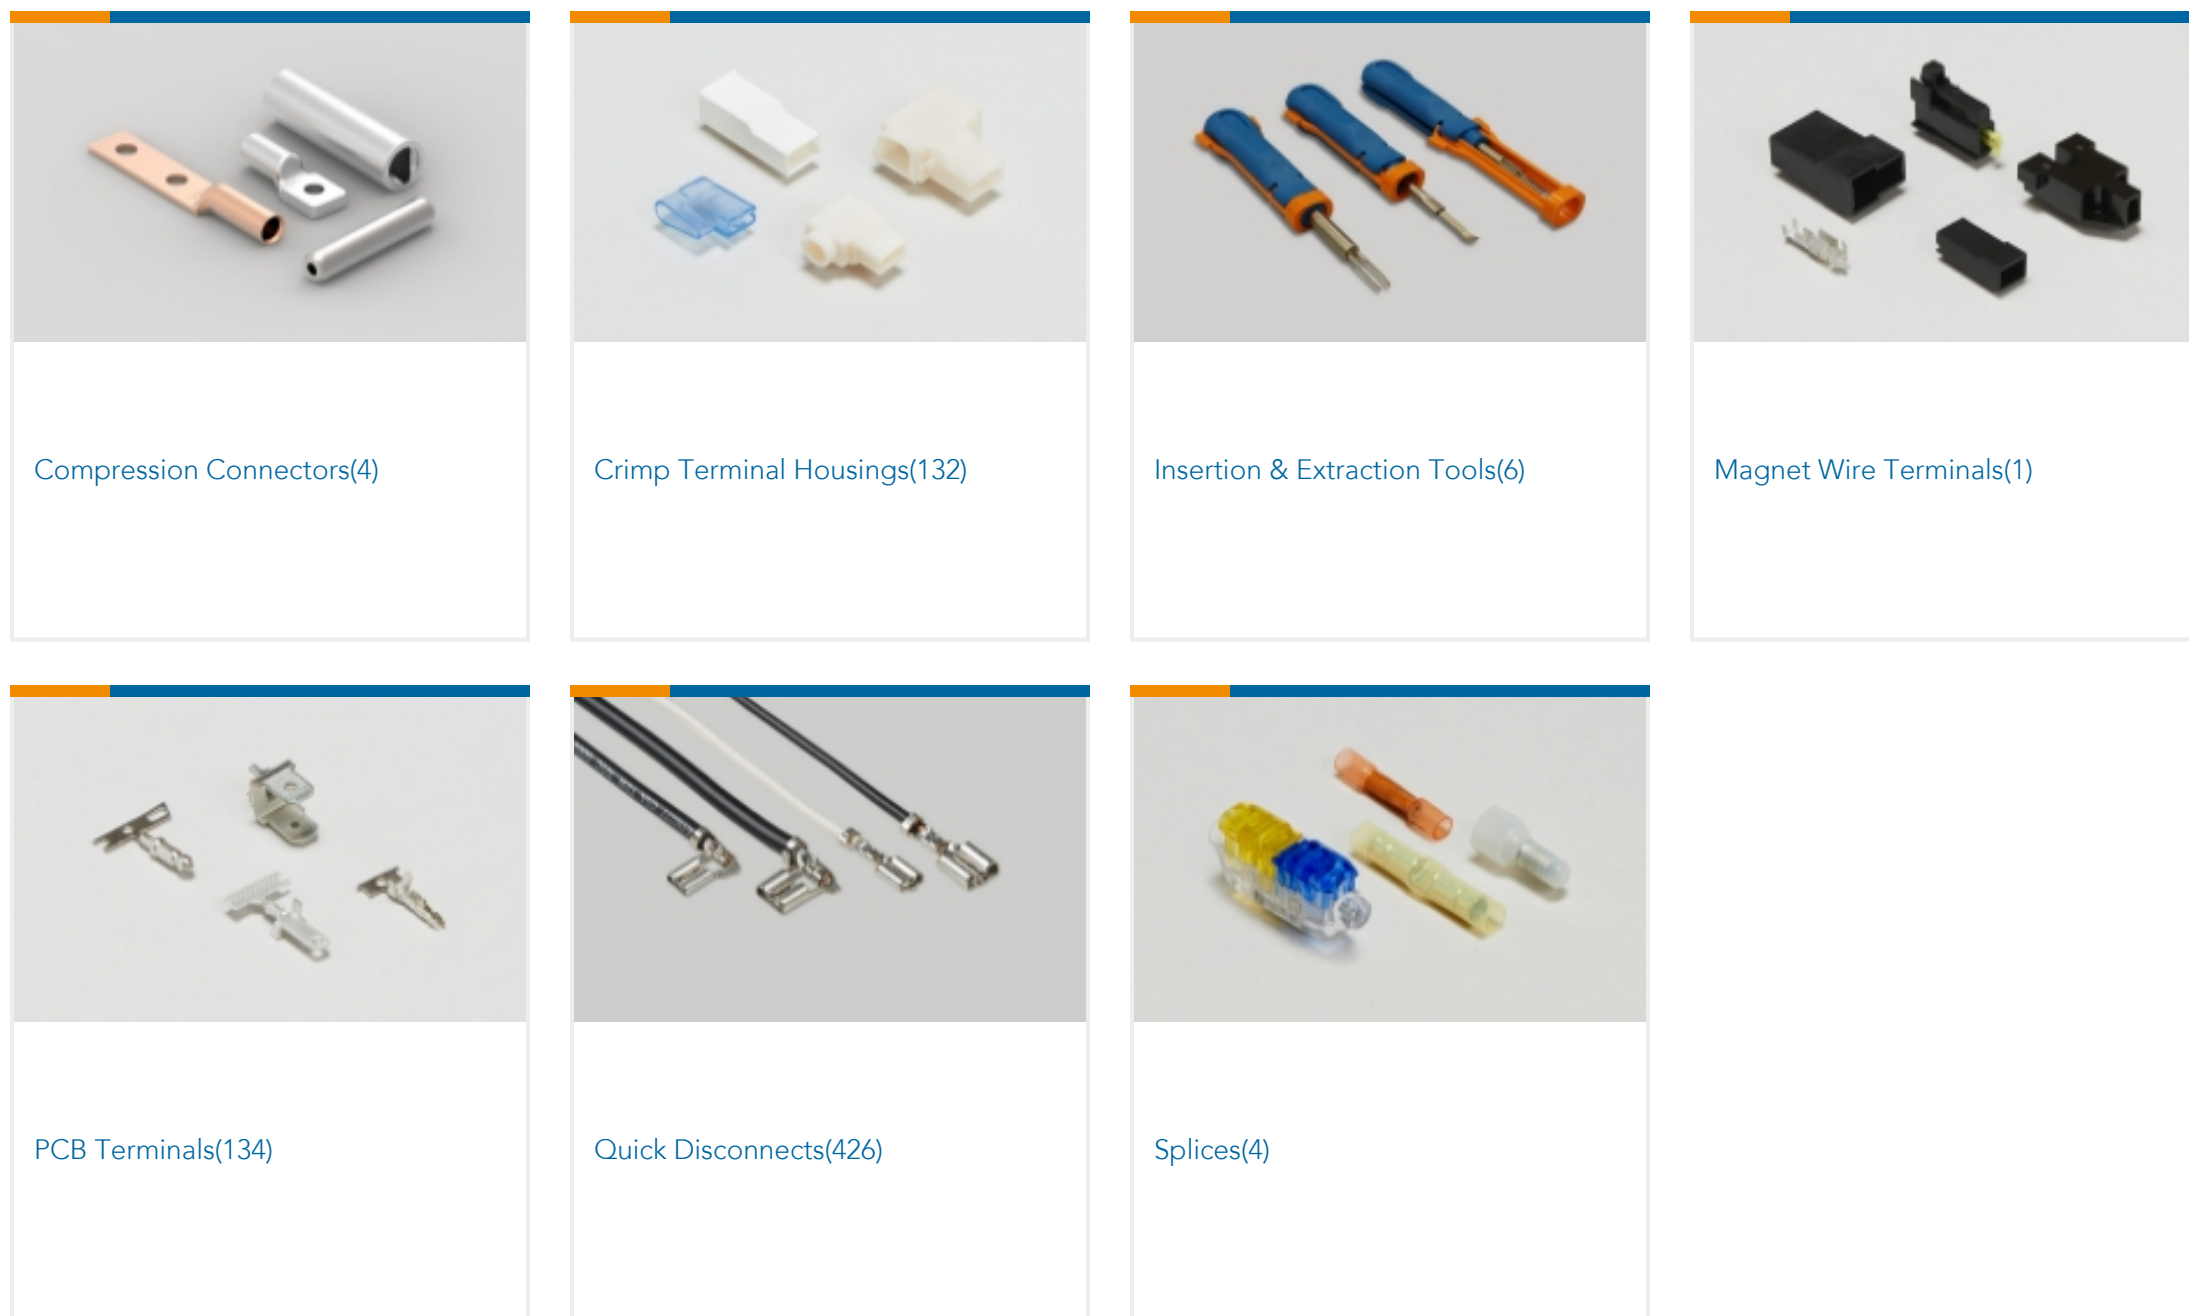 Compression Connectors(4)
Crimp Terminal Housings(132)
Insertion & Extraction Tools(6)
Magnet Wire Terminals(1)
PCB Terminals(134)
Quick Disconnects(426)
Splices(4)